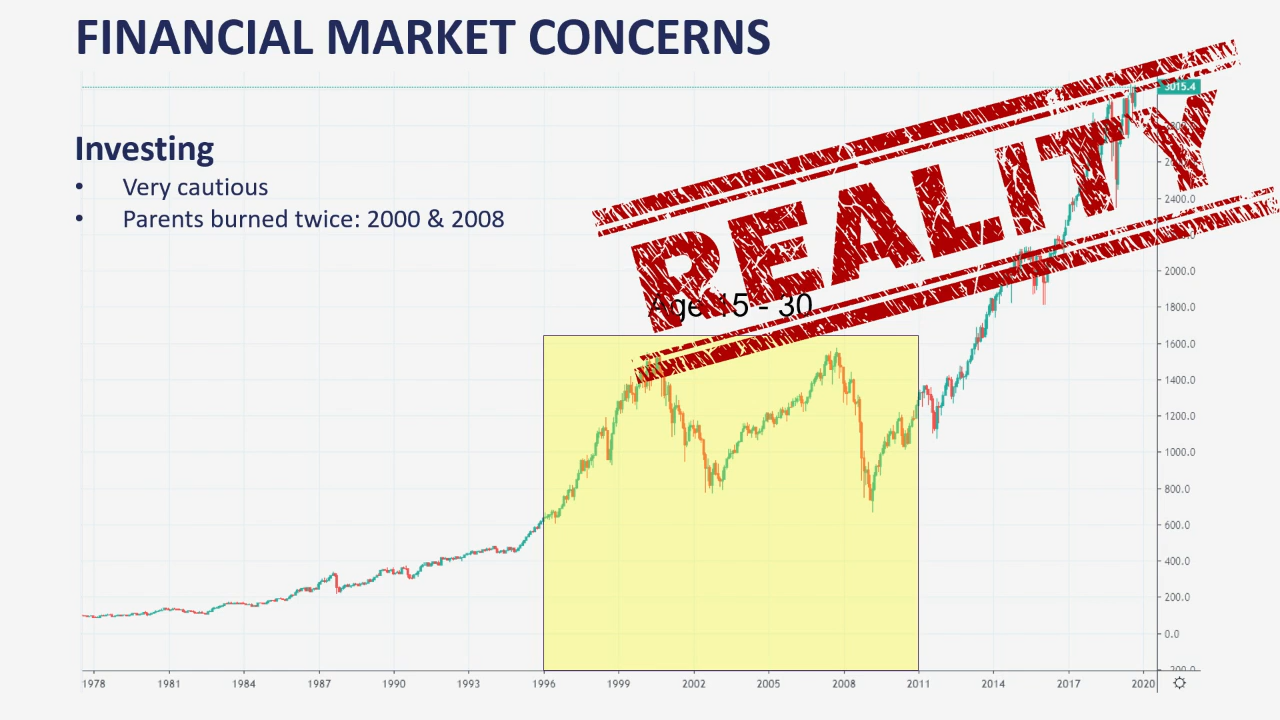 FINANCIAL MARKET CONCERNS
Investing
• Very cautious
• Parents burned twice: 2000 & 2008
REALITY
Age 15 - 30
3015.4
2400.0
2000.0
1800.0
1600.0
1400.0
1200.0
1000.0
800.0
600.0
400.0
200.0
0.0
1978 1981 1984 1987 1990 1993 1996 1999 2002 2005 2008 2011 2014 2017 2020